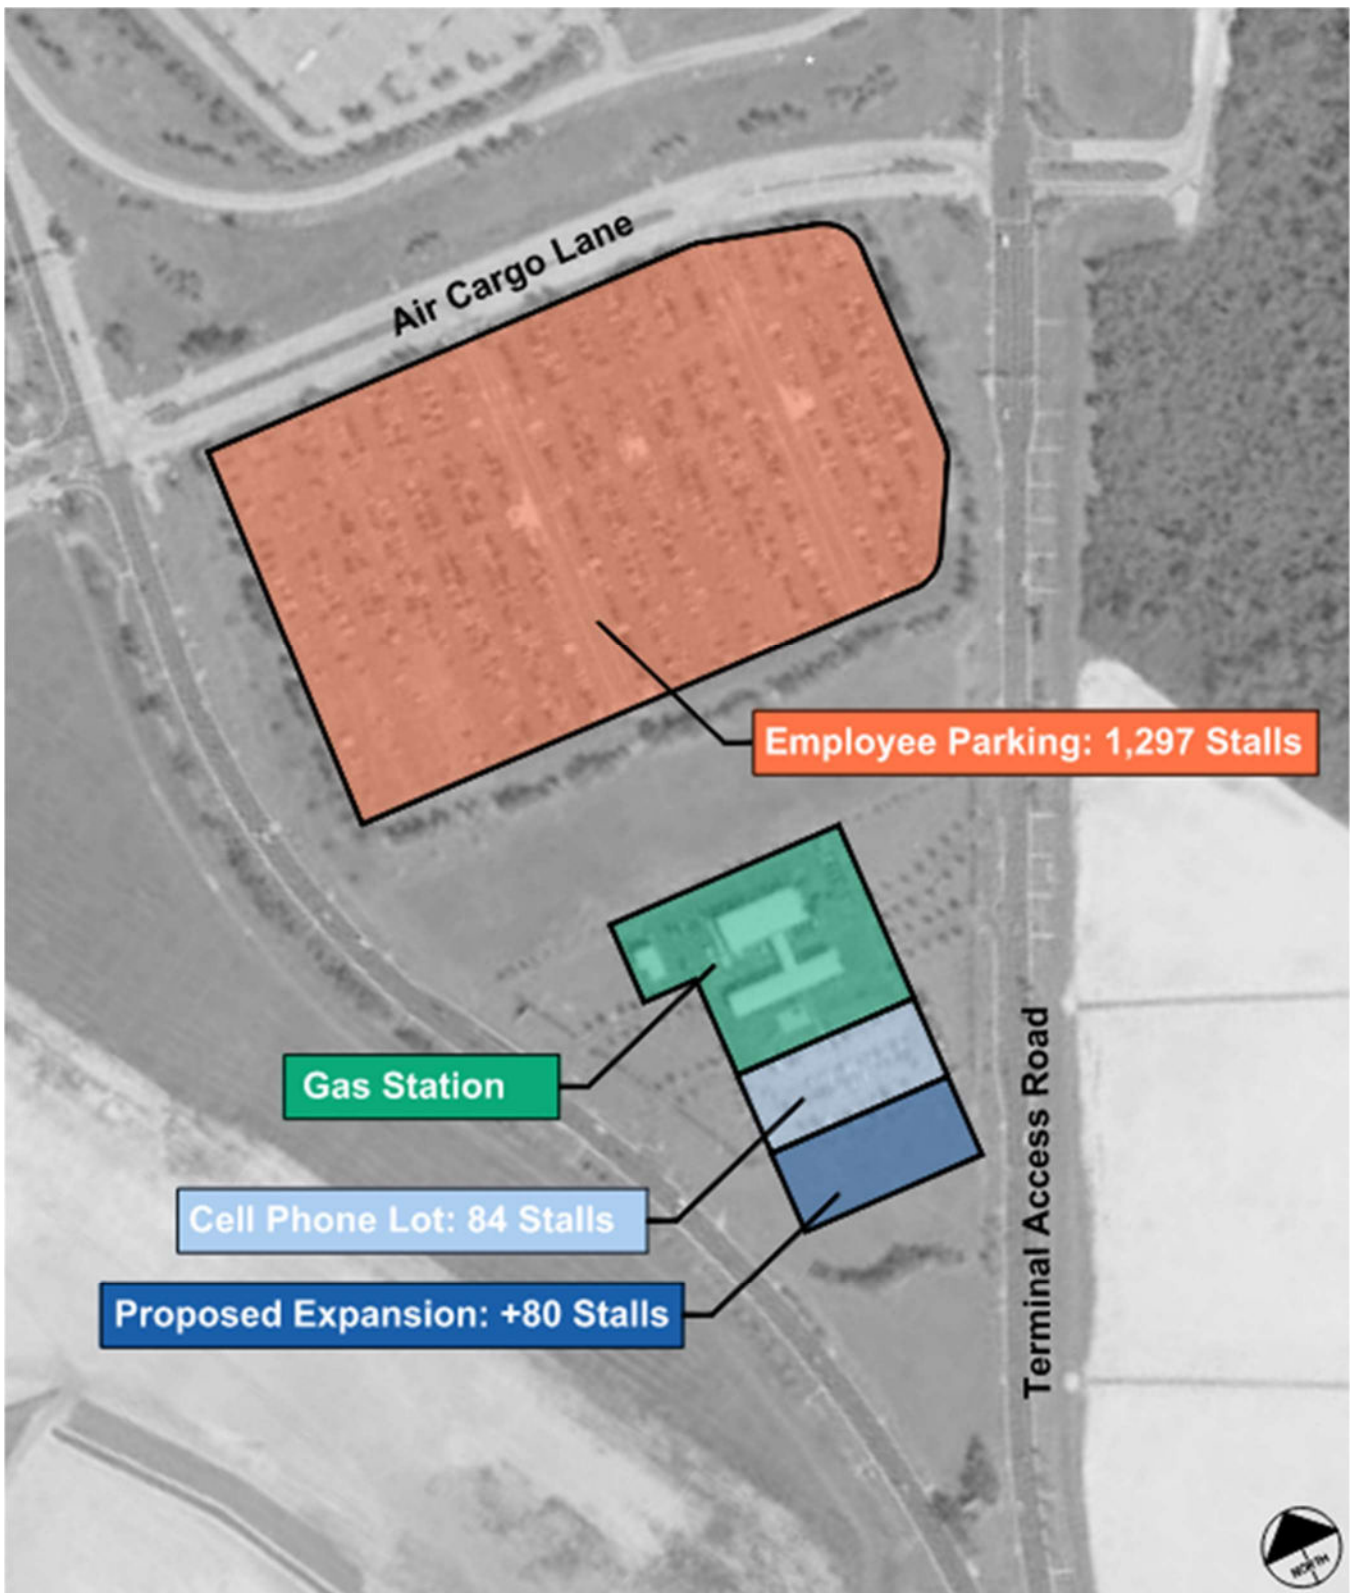 Air Cargo Lane
Employee Parking: 1,297 Stalls
Gas Station
Cell Phone Lot: 84 Stalls
Proposed Expansion: +80 Stalls
Terminal Access Road
NORTH